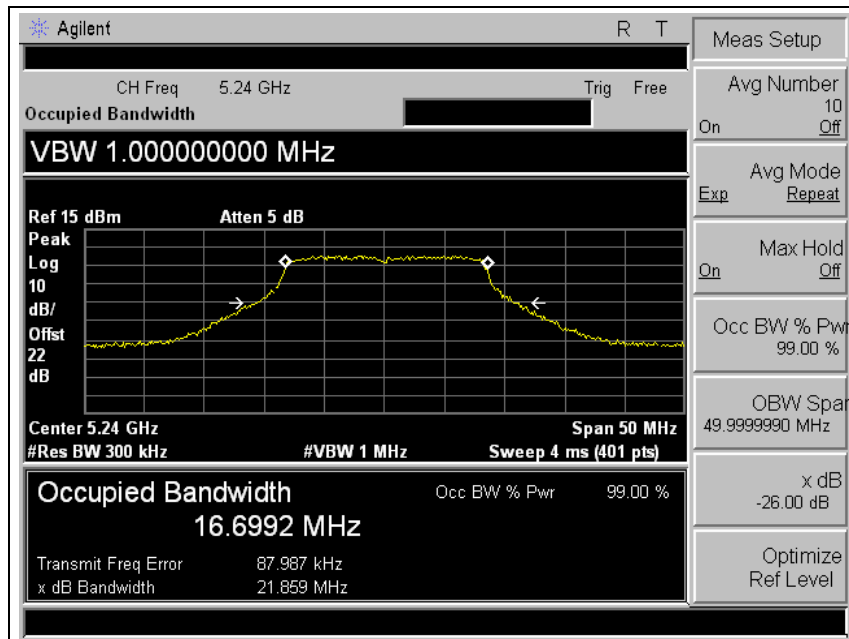 Agilent R T
CH Freq 5.24 GHz Trig Free
Occupied Bandwidth
VBW 1.000000000 MHz
Ref 15 dBm Atten 5 dB
Peak
Log
10
dB/
Offst
22
dB
Center 5.24 GHz Span 50 MHz
#Res BW 300 kHz #VBW 1 MHz Sweep 4 ms (401 pts)
Occupied Bandwidth Occ BW % Pwr 99.00 %
16.6992 MHz
Transmit Freq Error 87.987 kHz
x dB Bandwidth 21.859 MHz
Meas Setup
Avg Number
10
On Off
Avg Mode
Exp Repeat
Max Hold
On Off
Occ BW % Pwr
99.00 %
OBW Span
49.9999990 MHz
x dB
-26.00 dB
Optimize
Ref Level